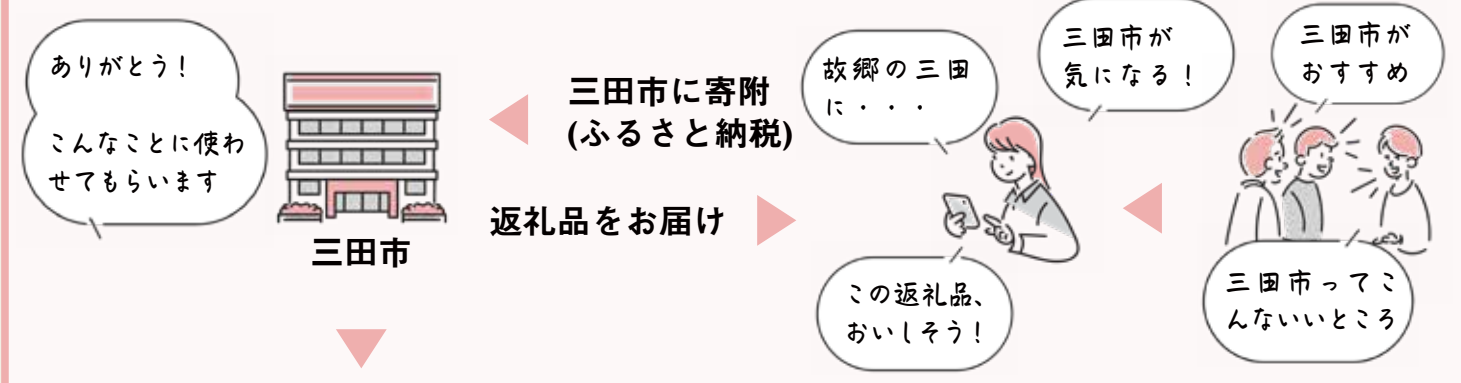 ありがとう！
こんなことに使わ
せてもらいます
三田市
三田市に寄附
(ふるさと納税)
返礼品をお届け
故郷の三田
に・・・
三田市が
気になる！
三田市が
おすすめ
この返礼品、
おいしそう！
三田市ってこ
んないいところ